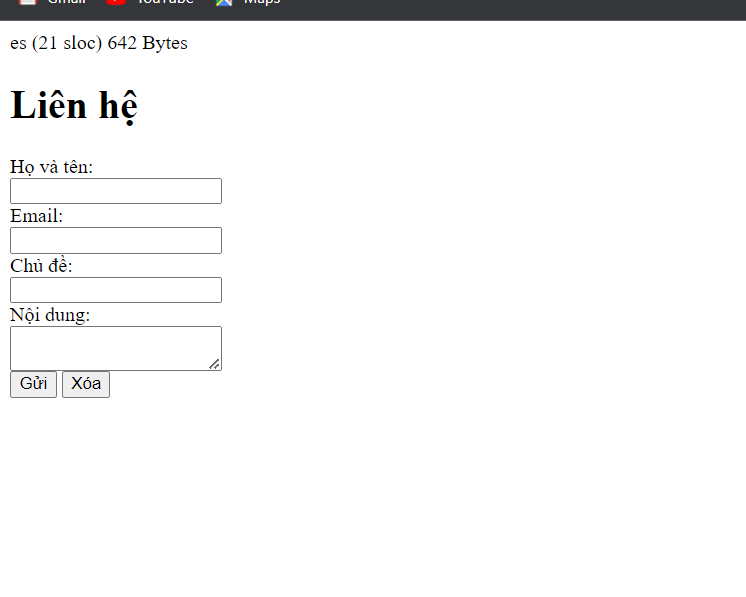 Gmail YouTube Maps
es (21 sloc) 642 Bytes
Liên hệ
Họ và tên:
Email:
Chủ đề:
Nội dung:
Gửi Xóa